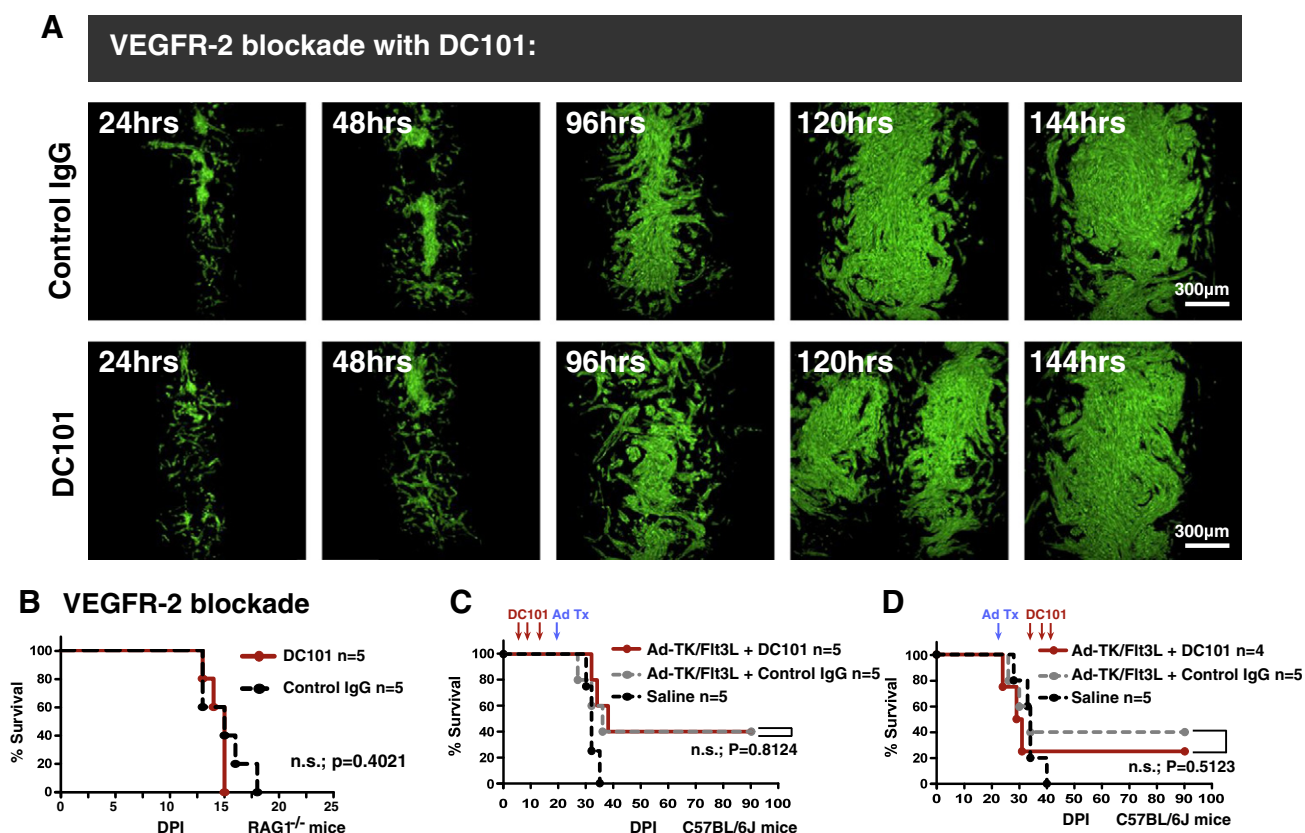 A
VEGFR-2 blockade with DC101:
Control IgG
24hrs
48hrs
96hrs
120hrs
144hrs
300µm
DC101
24hrs
48hrs
96hrs
120hrs
144hrs
300µm
B VEGFR-2 blockade
% Survival
100
80
60
40
20
0
DC101 n=5
Control IgG n=5
n.s.; p=0.4021
0 5 10 15 20 25
DPI RAG1-/- mice
C
DC101 Ad Tx
% Survival
100
80
60
40
20
0
Ad-TK/Flt3L + DC101 n=5
Ad-TK/Flt3L + Control IgG n=5
Saline n=5
n.s.; P=0.8124
0 10 20 30 40 50 60 70 80 90 100
DPI C57BL/6J mice
D
Ad Tx DC101
% Survival
100
80
60
40
20
0
Ad-TK/Flt3L + DC101 n=4
Ad-TK/Flt3L + Control IgG n=5
Saline n=5
n.s.; P=0.5123
0 10 20 30 40 50 60 70 80 90 100
DPI C57BL/6J mice